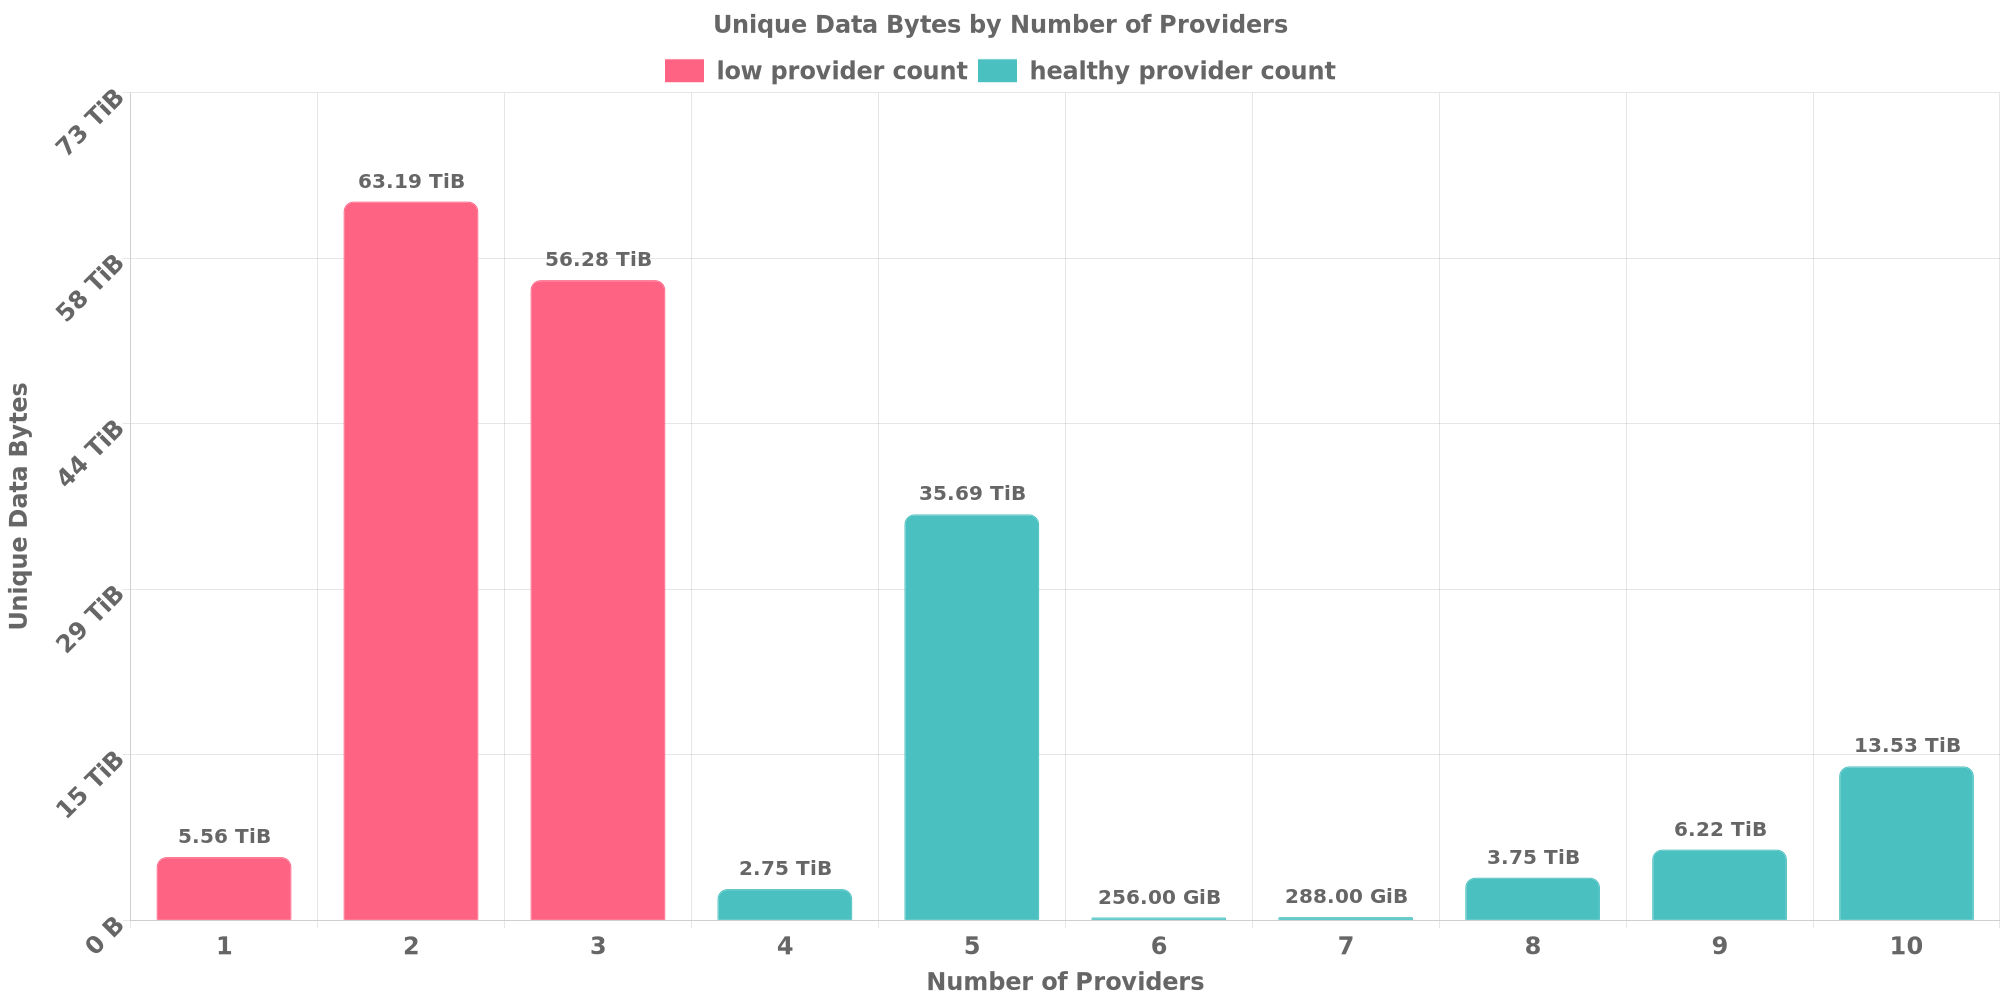 Unique Data Bytes by Number of Providers
low provider count
healthy provider count
73 TiB
58 TiB
44 TiB
29 TiB
15 TiB
0 B
Unique Data Bytes
5.56 TiB
63.19 TiB
56.28 TiB
2.75 TiB
35.69 TiB
256.00 GiB
288.00 GiB
3.75 TiB
6.22 TiB
13.53 TiB
1 2 3 4 5 6 7 8 9 10
Number of Providers